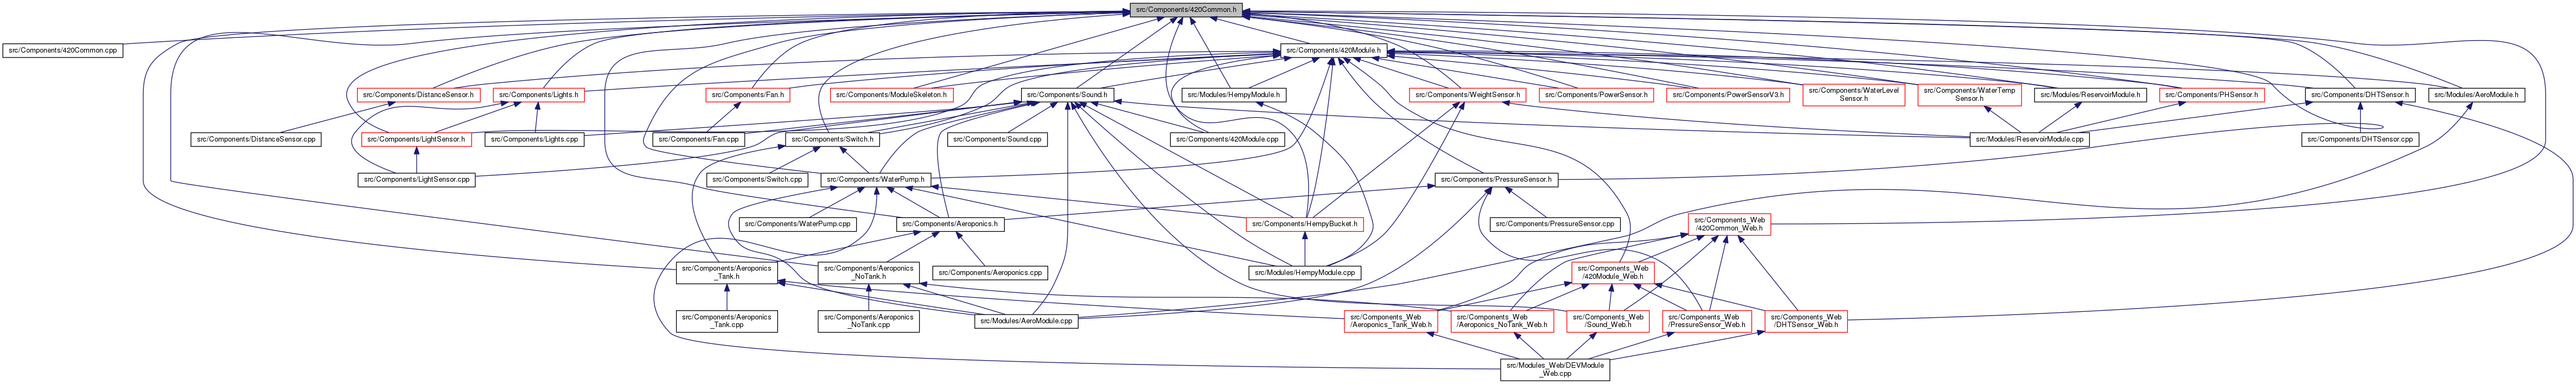 src/Components/420Common.h
src/Components/420Common.cpp
src/Components/420Module.h
src/Components/DistanceSensor.h
src/Components/Lights.h
src/Components/Fan.h
src/Components/ModuleSkeleton.h
src/Components/Sound.h
src/Modules/HempyModule.h
src/Components/WeightSensor.h
src/Components/PowerSensor.h
src/Components/PowerSensorV3.h
src/Components/WaterLevel
Sensor.h
src/Components/WaterTemp
Sensor.h
src/Modules/ReservoirModule.h
src/Components/PHSensor.h
src/Components/DHTSensor.h
src/Modules/AeroModule.h
src/Components/DistanceSensor.cpp
src/Components/LightSensor.h
src/Components/Lights.cpp
src/Components/Fan.cpp
src/Components/Switch.h
src/Components/Sound.cpp
src/Components/420Module.cpp
src/Modules/ReservoirModule.cpp
src/Components/DHTSensor.cpp
src/Components/LightSensor.cpp
src/Components/Switch.cpp
src/Components/WaterPump.h
src/Components/PressureSensor.h
src/Components/WaterPump.cpp
src/Components/Aeroponics.h
src/Components/HempyBucket.h
src/Components/PressureSensor.cpp
src/Components_Web
/420Common_Web.h
src/Components/Aeroponics
_Tank.h
src/Components/Aeroponics
_NoTank.h
src/Components/Aeroponics.cpp
src/Modules/HempyModule.cpp
src/Components_Web
/420Module_Web.h
src/Components/Aeroponics
_Tank.cpp
src/Components/Aeroponics
_NoTank.cpp
src/Modules/AeroModule.cpp
src/Components_Web
/Aeroponics_Tank_Web.h
src/Components_Web
/Aeroponics_NoTank_Web.h
src/Components_Web
/Sound_Web.h
src/Components_Web
/PressureSensor_Web.h
src/Components_Web
/DHTSensor_Web.h
src/Modules_Web/DEVModule
_Web.cpp